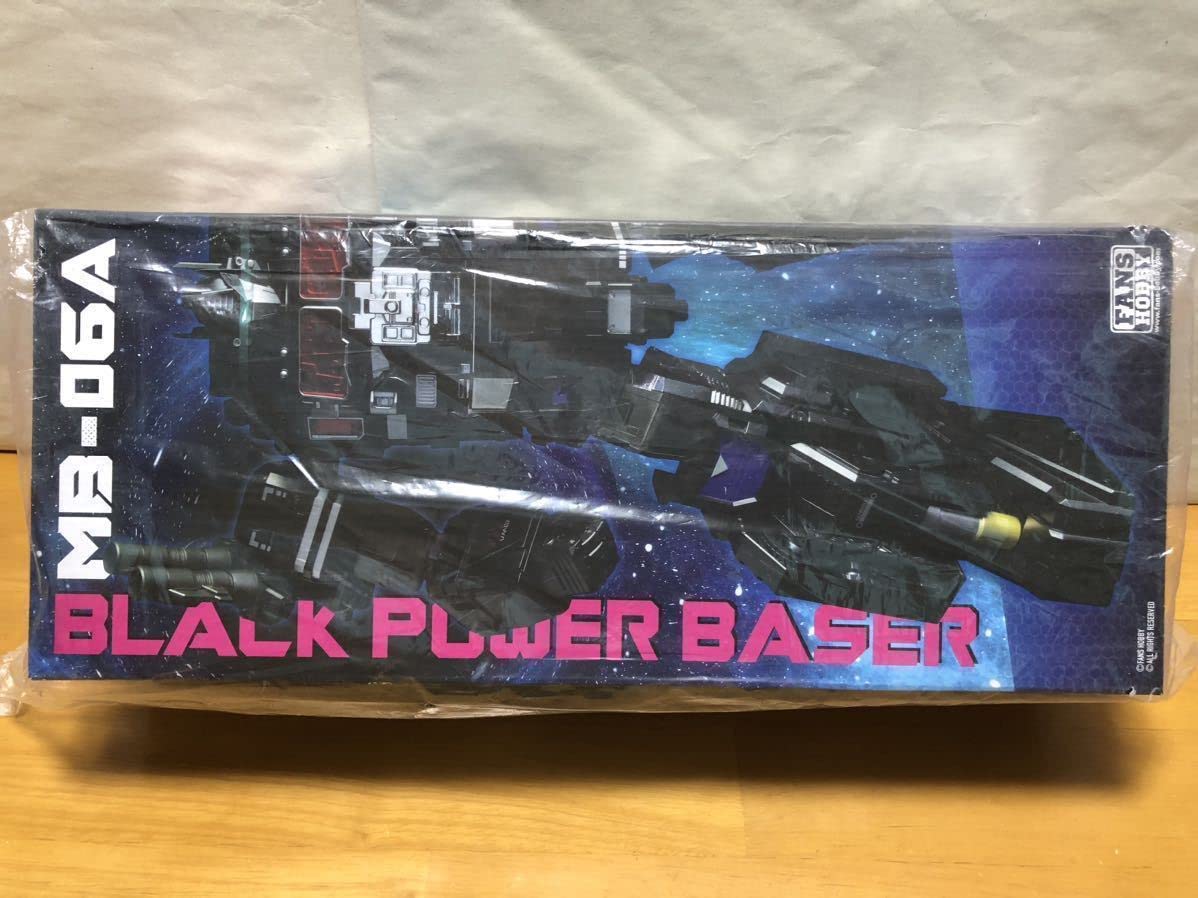 MB-06A
FANS
HOBBY
BLACK POWER BASER
©FANS HOBBY
©ALL RIGHTS RESERVED